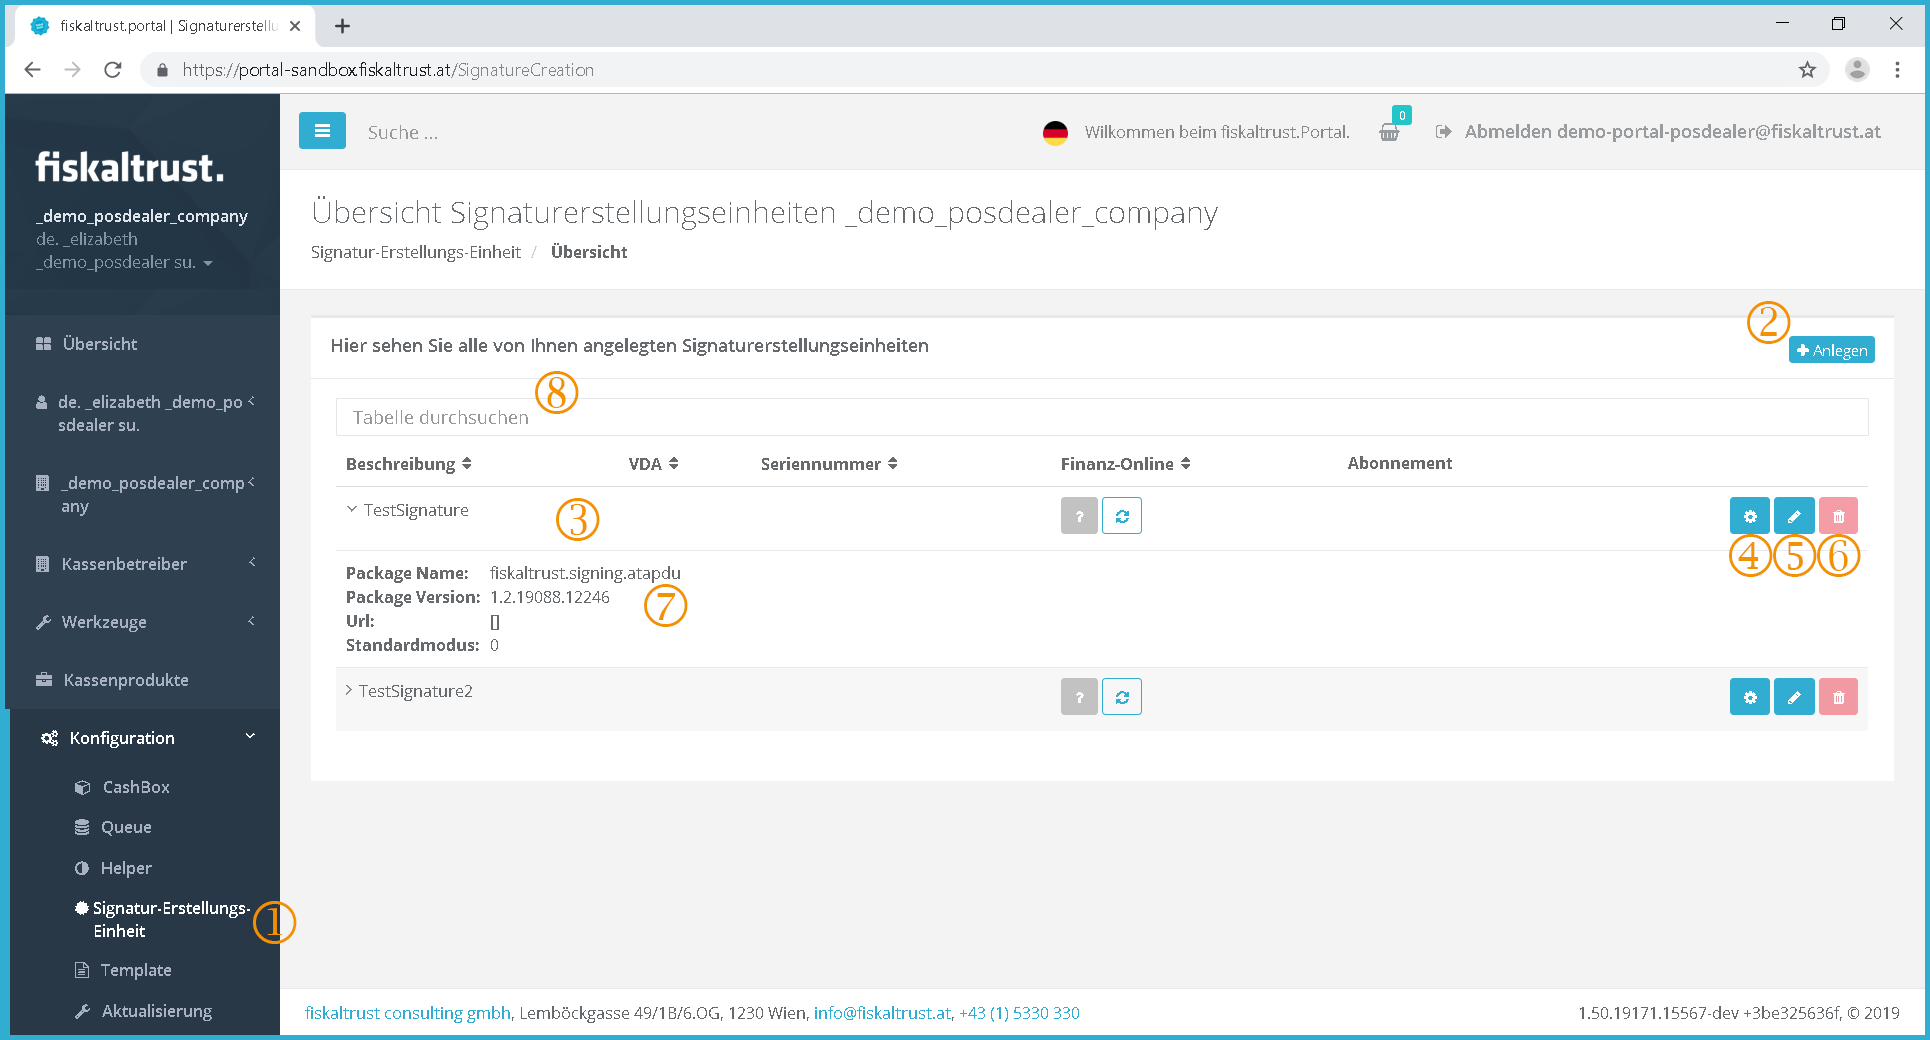 fiskaltrust.portal | Signaturerstellu
https://portal-sandbox.fiskaltrust.at/SignatureCreation
fiskaltrust.
_demo_posdealer_company
de. _elizabeth
_demo_posdealer su.
Suche ...
Wilkommen beim fiskaltrust.Portal.
0
Abmelden demo-portal-posdealer@fiskaltrust.at
Übersicht Signaturerstellungseinheiten _demo_posdealer_company
Signatur-Erstellungs-Einheit / Übersicht
Übersicht
de. _elizabeth _demo_po
sdealer su.
_demo_posdealer_comp
any
Kassenbetreiber
Werkzeuge
Kassenprodukte
Konfiguration
CashBox
Queue
Helper
Signatur-Erstellungs-
Einheit
①
Template
Aktualisierung
Hier sehen Sie alle von Ihnen angelegten Signaturerstellungseinheiten
②
Anlegen
⑧
Tabelle durchsuchen
Beschreibung VDA Seriennummer Finanz-Online Abonnement
TestSignature
③
?
④ ⑤ ⑥
Package Name: fiskaltrust.signing.atapdu
Package Version: 1.2.19088.12246
⑦
Url: []
Standardmodus: 0
TestSignature2
?
fiskaltrust consulting gmbh, Lemböckgasse 49/1B/6.OG, 1230 Wien, info@fiskaltrust.at, +43 (1) 5330 330
1.50.19171.15567-dev +3be325636f, © 2019